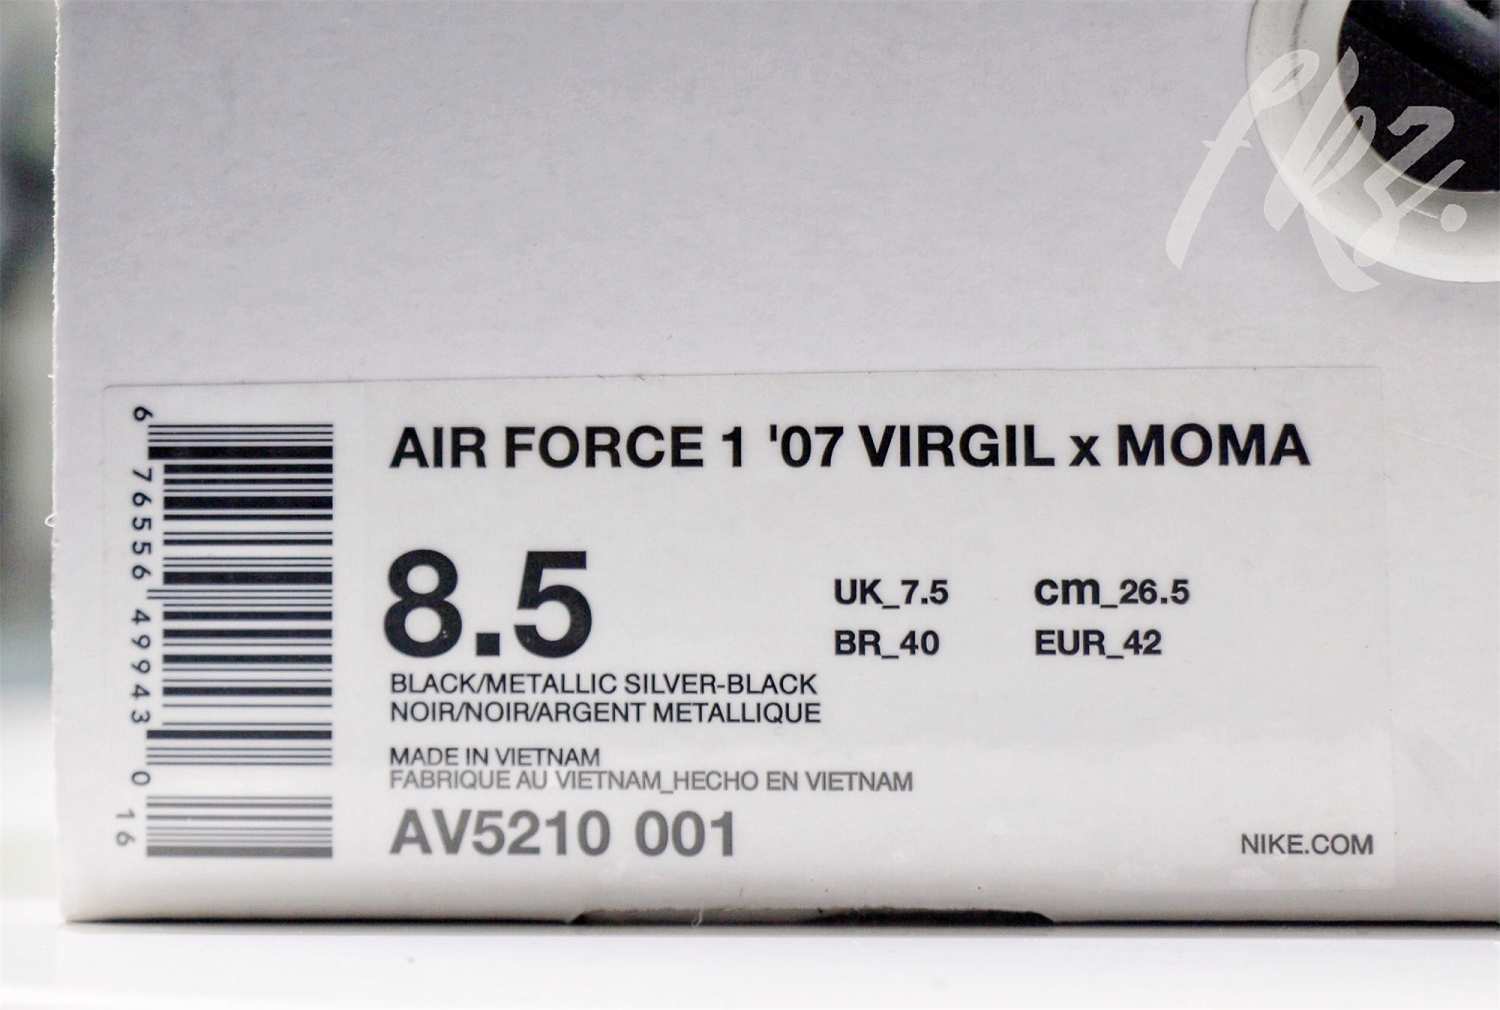 AIR FORCE 1 '07 VIRGIL x MOMA
8.5
UK_7.5 cm_26.5
BR_40 EUR_42
BLACK/METALLIC SILVER-BLACK
NOIR/NOIR/ARGENT METALLIQUE
MADE IN VIETNAM
FABRIQUE AU VIETNAM_HECHO EN VIETNAM
AV5210 001
NIKE.COM
6 76556 49943 0
16